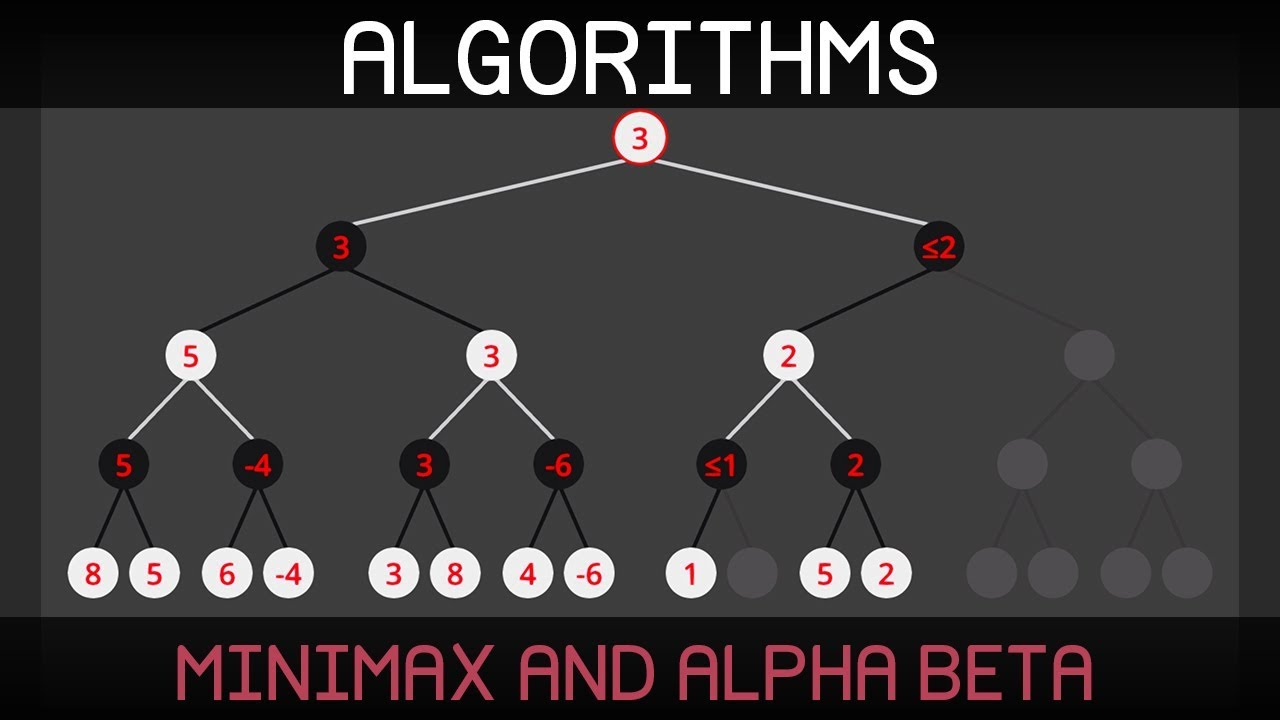 ALGORITHMS
3
3 ≤2
5 3 2
5 -4 3 -6 ≤1 2
8 5 6 -4 3 8 4 -6 1 5 2
MINIMAX AND ALPHA BETA